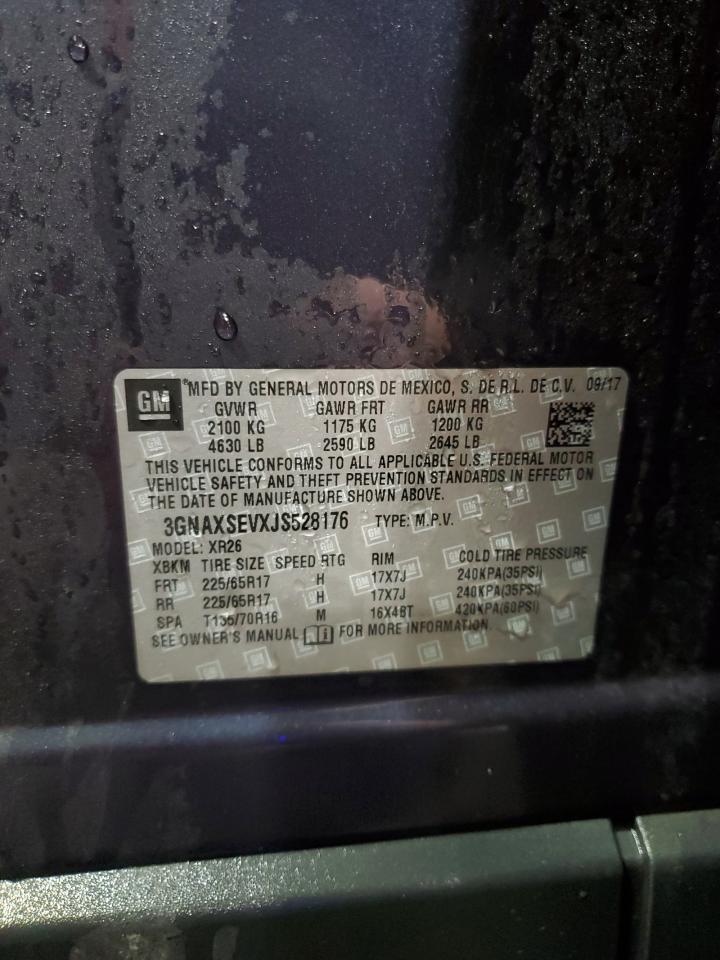 GM MFD BY GENERAL MOTORS DE MEXICO, S. DE R.L. DE C.V. 09/17
GVWR GAWR FRT GAWR RR
2100 KG 1175 KG 1200 KG
4630 LB 2590 LB 2645 LB
THIS VEHICLE CONFORMS TO ALL APPLICABLE U.S. FEDERAL MOTOR
VEHICLE SAFETY AND THEFT PREVENTION STANDARDS IN EFFECT ON
THE DATE OF MANUFACTURE SHOWN ABOVE.
3GNAXSEVXJS528176 TYPE: M.P.V.
MODEL: XR26
XBKM TIRE SIZE SPEED RTG RIM COLD TIRE PRESSURE
FRT 225/65R17 H 17X7J 240KPA(35PSI)
RR 225/65R17 H 17X7J 240KPA(35PSI)
SPA T135/70R16 M 16X4BT 420KPA(60PSI)
SEE OWNER'S MANUAL i FOR MORE INFORMATION.